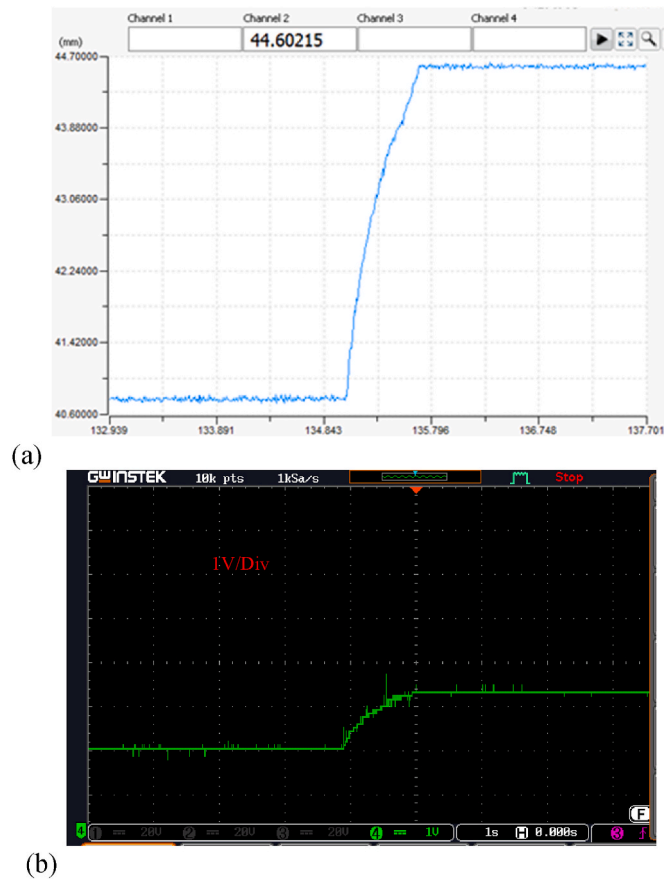 Channel 1 Channel 2 Channel 3 Channel 4
(mm) 44.60215
44.70000
43.88000
43.06000
42.24000
41.42000
40.60000
132.939 133.891 134.843 135.796 136.748 137.701
(a)
GWINSTEK 10k pts 1kSa/s Stop
1V/DIV
F
4 1 20V 2 20V 3 20V 4 1V 1s H 0.000s 3
(b)